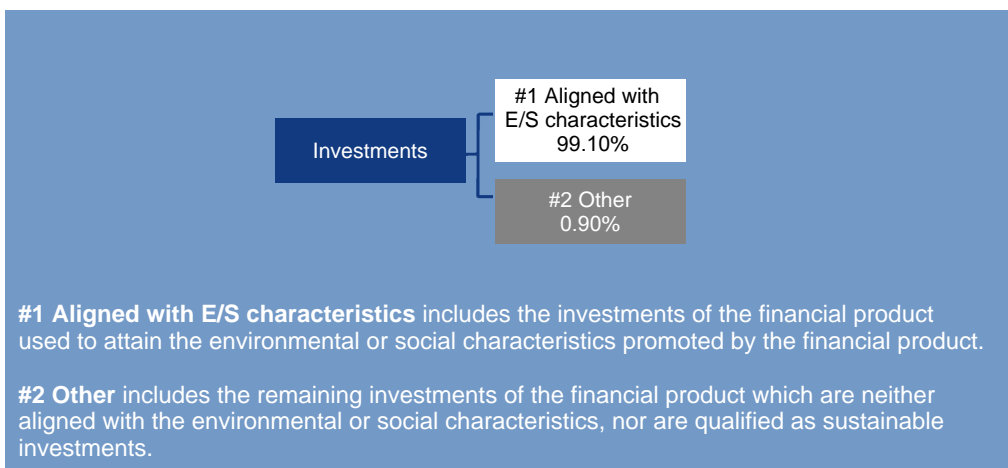 #1 Aligned with
E/S characteristics
99.10%
Investments
#2 Other
0.90%
#1 Aligned with E/S characteristics includes the investments of the financial product
used to attain the environmental or social characteristics promoted by the financial product.
#2 Other includes the remaining investments of the financial product which are neither
aligned with the environmental or social characteristics, nor are qualified as sustainable
investments.